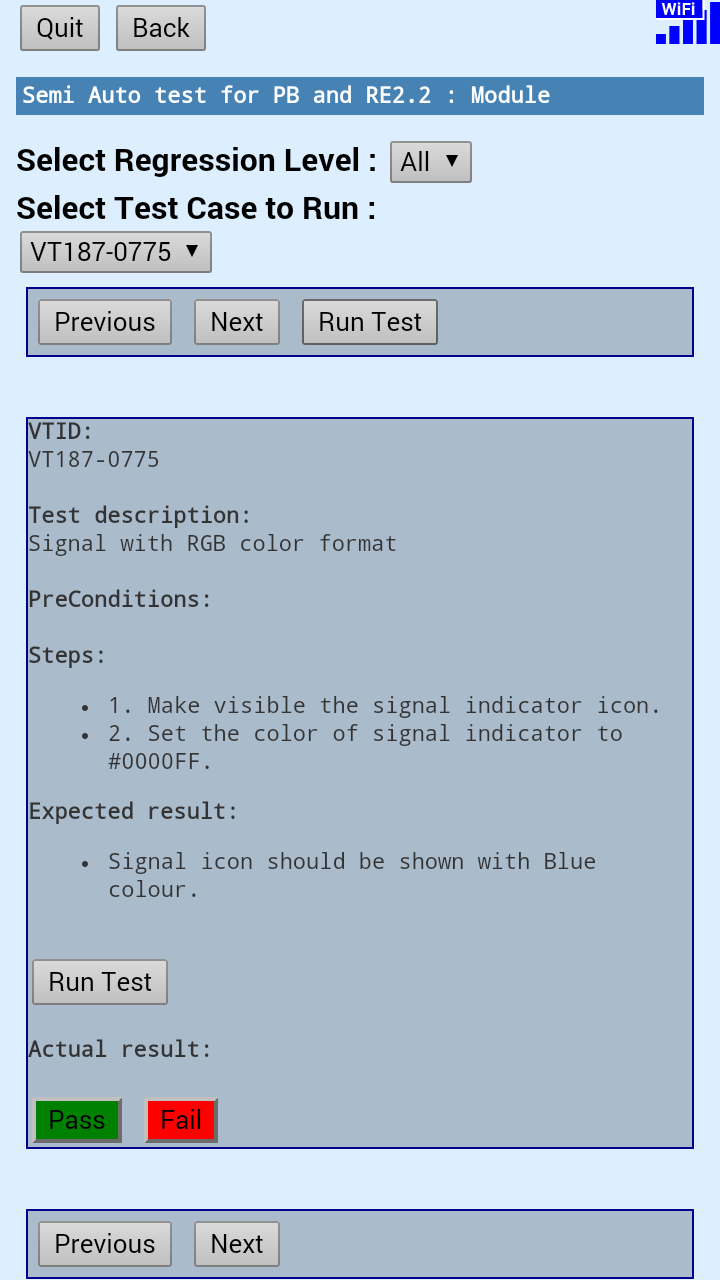 Quit Back WiFi
Semi Auto test for PB and RE2.2 : Module
Select Regression Level : All ▼
Select Test Case to Run :
VT187-0775 ▼
Previous Next Run Test
VTID:
VT187-0775
Test description:
Signal with RGB color format
PreConditions:
Steps:
• 1. Make visible the signal indicator icon.
• 2. Set the color of signal indicator to
#0000FF.
Expected result:
• Signal icon should be shown with Blue
colour.
Run Test
Actual result:
Pass Fail
Previous Next